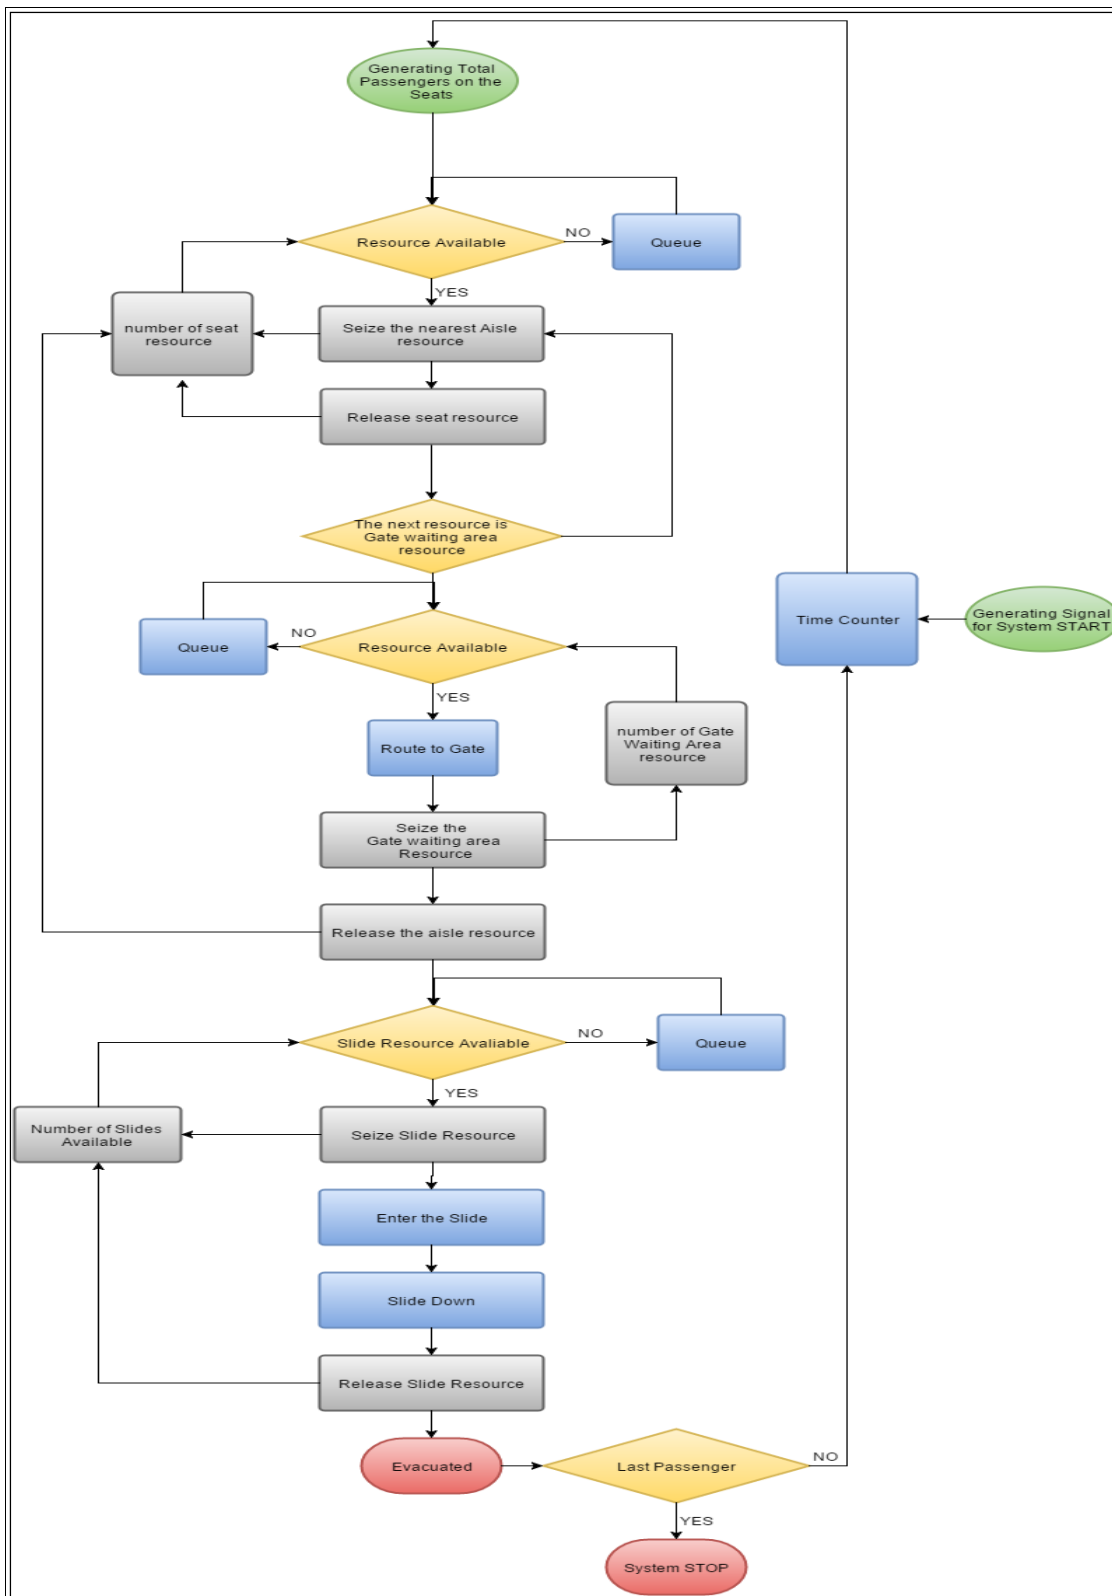 Generating Total
Passengers on the
Seats
Resource Available
NO
Queue
YES
number of seat
resource
Seize the nearest Aisle
resource
Release seat resource
The next resource is
Gate waiting area
resource
Time Counter
Generating Signal
for System START
Queue
NO
Resource Available
YES
Route to Gate
number of Gate
Waiting Area
resource
Seize the
Gate waiting area
Resource
Release the aisle resource
Slide Resource Avaliable
NO
Queue
YES
Number of Slides
Available
Seize Slide Resource
Enter the Slide
Slide Down
Release Slide Resource
Evacuated
Last Passenger
NO
YES
System STOP